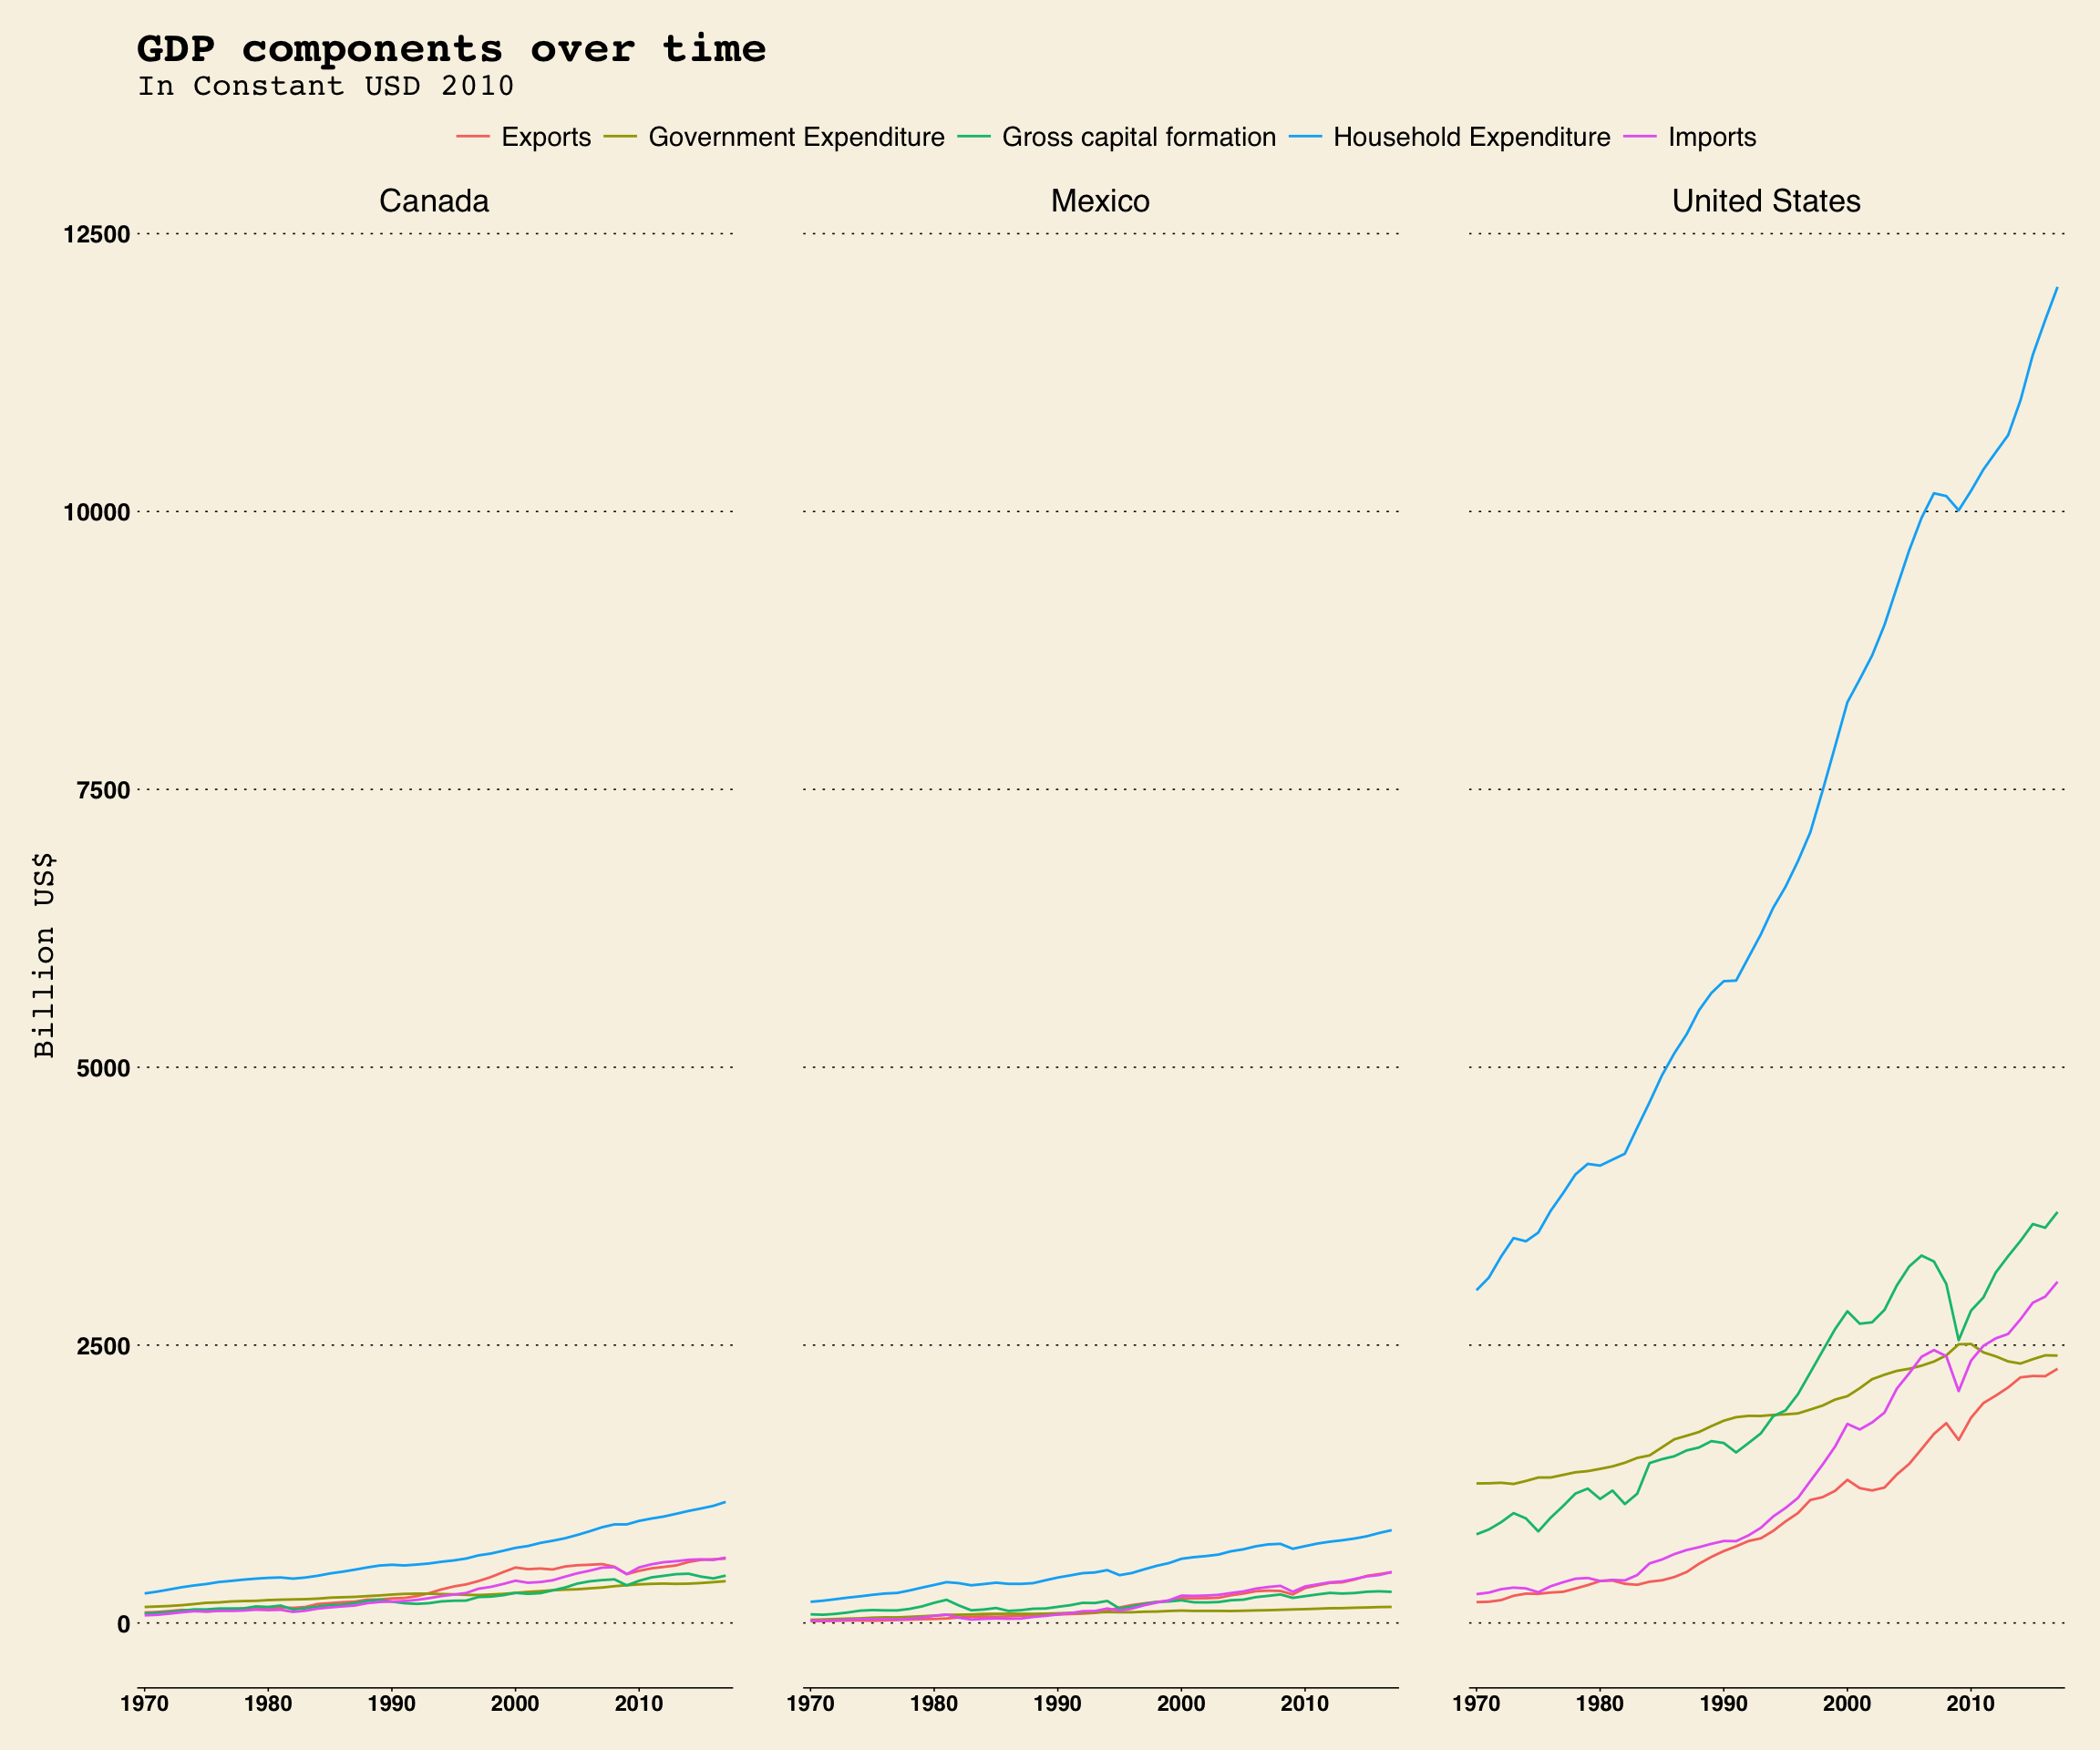 GDP components over time
In Constant USD 2010
Exports Government Expenditure Gross capital formation Household Expenditure Imports
Canada Mexico United States
12500
10000
7500
5000
2500
0
Billion US$
1970 1980 1990 2000 2010 1970 1980 1990 2000 2010 1970 1980 1990 2000 2010